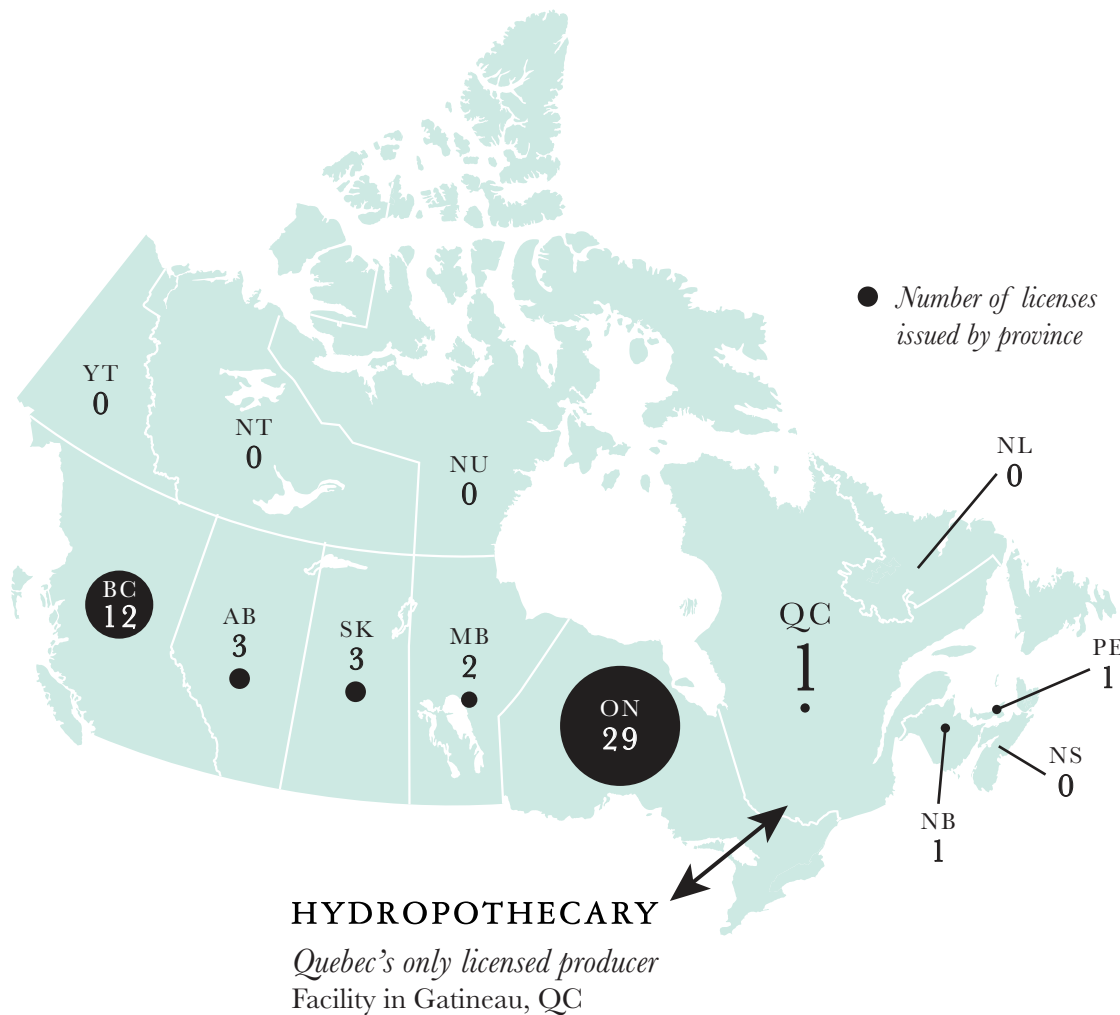 Number of licenses
issued by province
YT
0
NT
0
NU
0
NL
0
BC
12
AB
3
SK
3
MB
2
ON
29
QC
1
PE
1
NS
0
NB
1
HYDROPOTHECARY
Quebec’s only licensed producer
Facility in Gatineau, QC